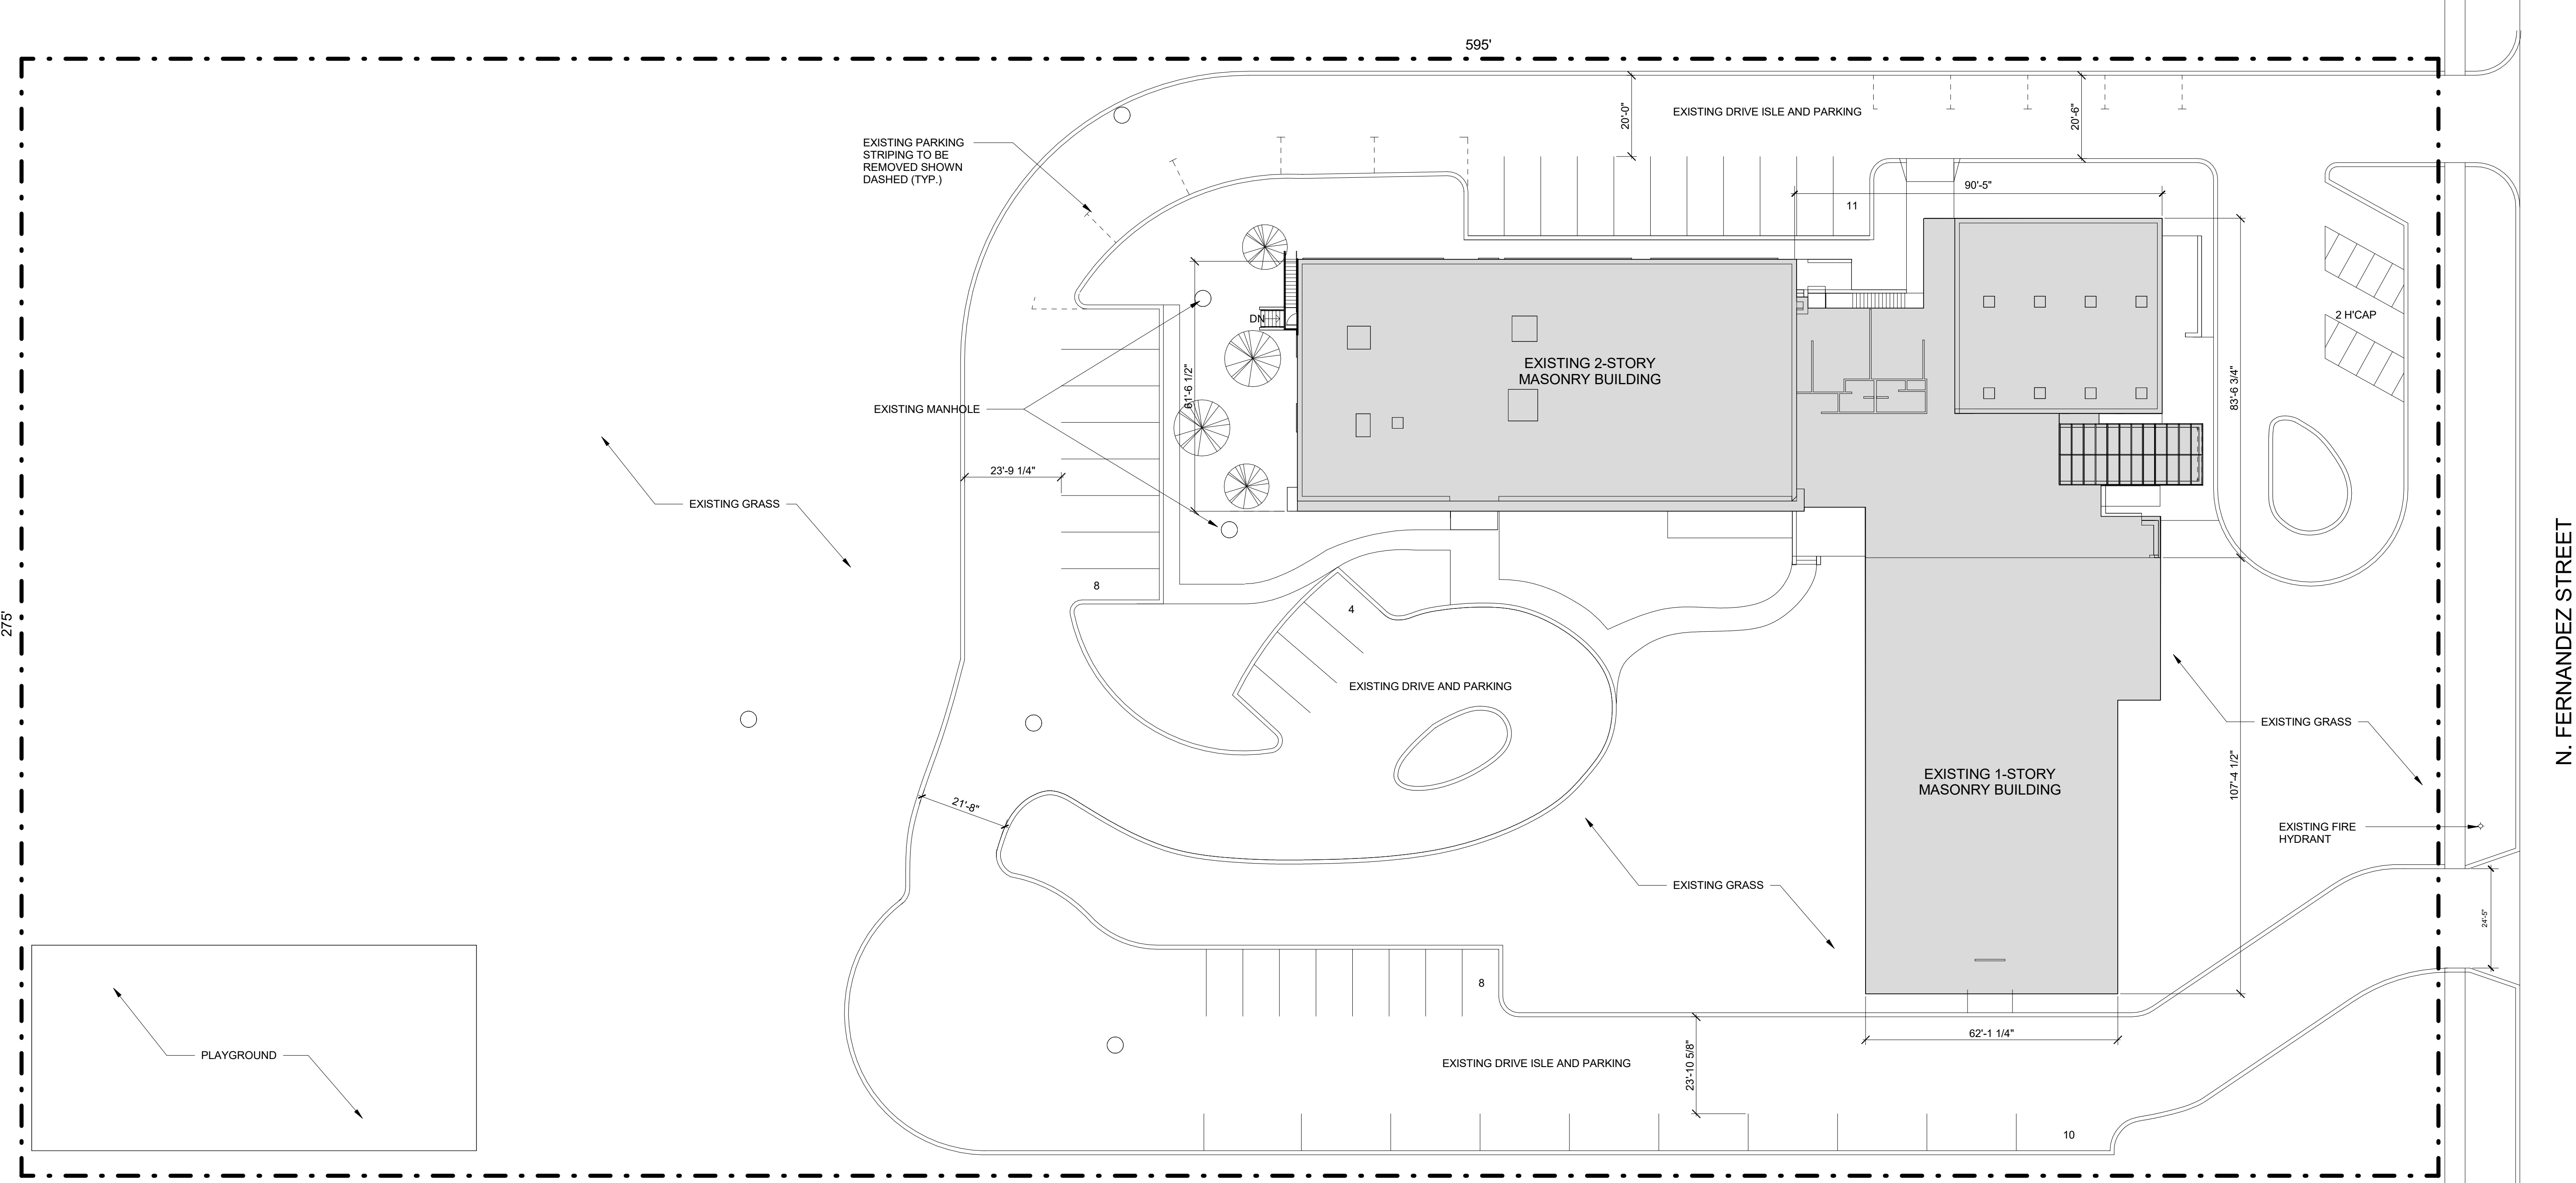 595'
EXISTING PARKING
STRIPING TO BE
REMOVED SHOWN
DASHED (TYP.)
20'-0"
EXISTING DRIVE ISLE AND PARKING
20'-6"
90'-5"
11
DN
2 H'CAP
EXISTING 2-STORY
MASONRY BUILDING
61'-6 1/2"
83'-6 3/4"
EXISTING MANHOLE
23'-9 1/4"
EXISTING GRASS
8
4
275'
N. FERNANDEZ STREET
EXISTING DRIVE AND PARKING
EXISTING GRASS
EXISTING 1-STORY
MASONRY BUILDING
107'-4 1/2"
21'-8"
EXISTING FIRE
HYDRANT
EXISTING GRASS
24'-5"
8
62'-1 1/4"
PLAYGROUND
EXISTING DRIVE ISLE AND PARKING
23'-10 5/8"
10